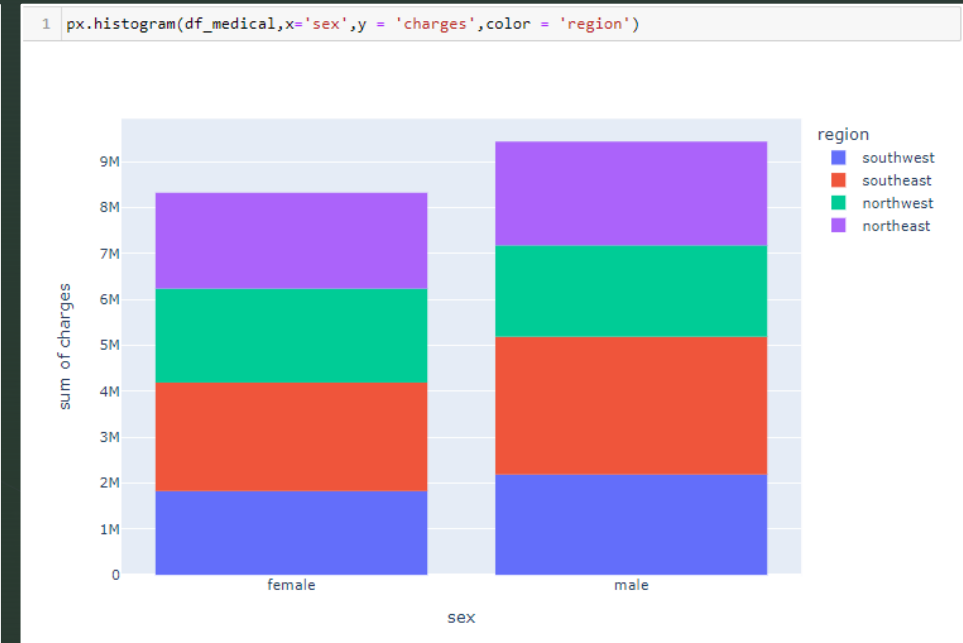 1 px.histogram(df_medical,x='sex',y = 'charges',color = 'region')
region
southwest
southeast
northwest
northeast
9M
8M
7M
6M
5M
4M
3M
2M
1M
0
sum of charges
female male
sex